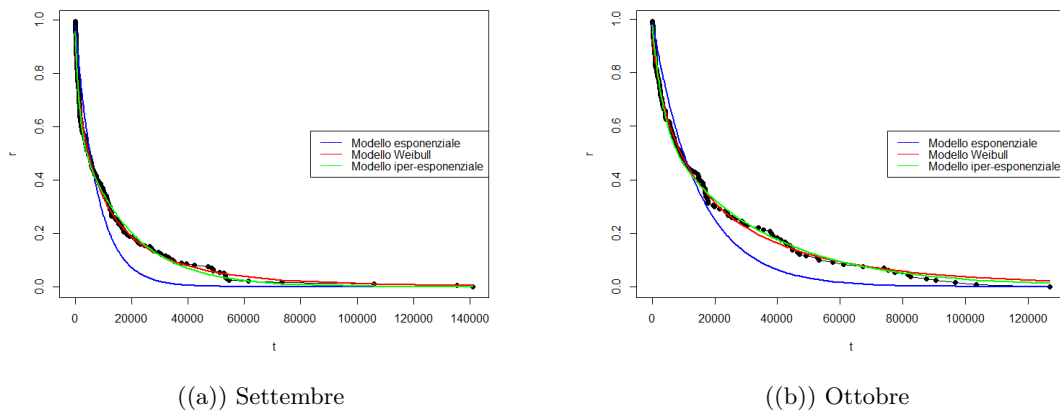 1.0
0.8
0.6
0.4
0.2
0.0
r
Modello esponenziale
Modello Weibull
Modello iper-esponenziale
0 20000 40000 60000 80000 100000 120000 140000
t
((a)) Settembre
1.0
0.8
0.6
0.4
0.2
0.0
r
Modello esponenziale
Modello Weibull
Modello iper-esponenziale
0 20000 40000 60000 80000 100000 120000
t
((b)) Ottobre